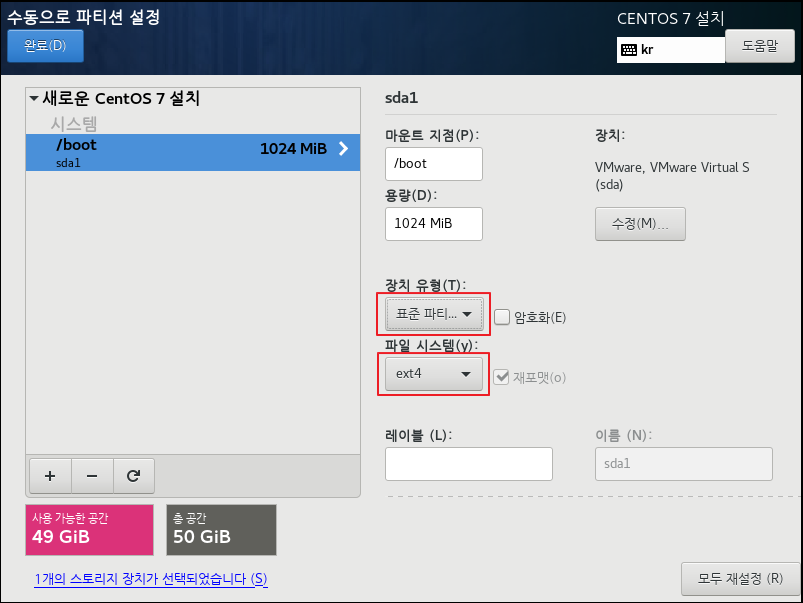 수동으로 파티션 설정
완료(D)
CENTOS 7 설치
kr
도움말
새로운 CentOS 7 설치
시스템
/boot
1024 MiB
sda1
sda1
마운트 지점(P):
/boot
용량(D):
1024 MiB
장치:
VMware, VMware Virtual S
(sda)
수정(M)...
장치 유형(T):
표준 파티...
암호화(E)
파일 시스템(y):
ext4
재포맷(o)
레이블 (L):
이름 (N):
sda1
사용 가능한 공간
49 GiB
총 공간
50 GiB
1개의 스토리지 장치가 선택되었습니다 (S)
모두 재설정 (R)